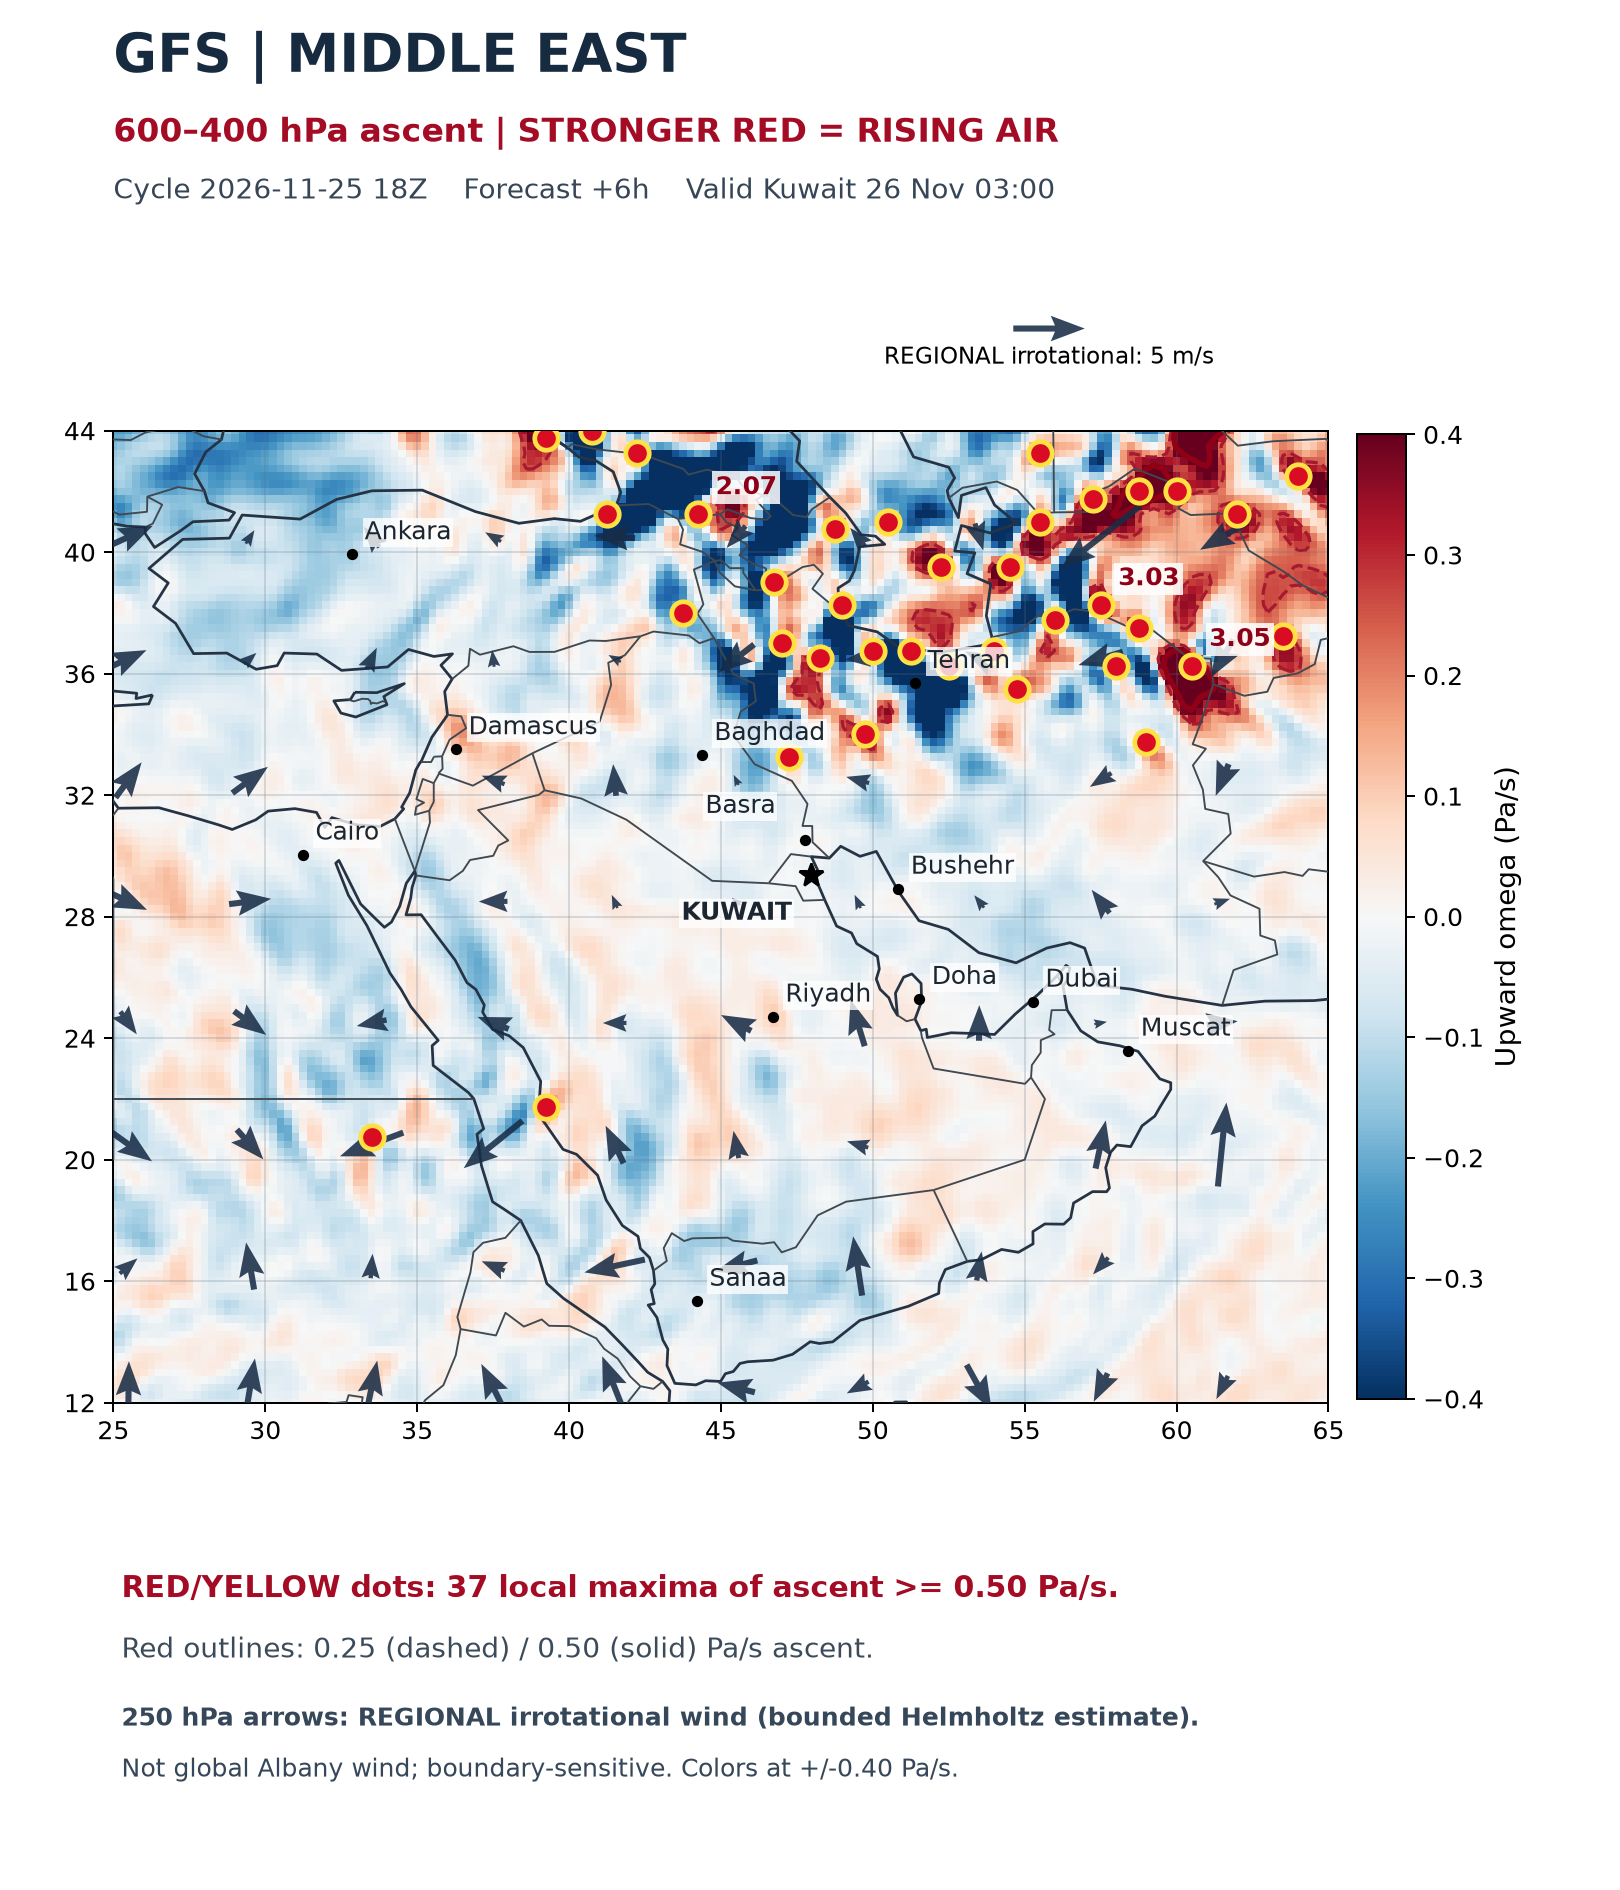 GFS | MIDDLE EAST
600–400 hPa ascent | STRONGER RED = RISING AIR
Cycle 2026-11-25 18Z    Forecast +6h    Valid Kuwait 26 Nov 03:00
REGIONAL irrotational: 5 m/s
44
40
36
32
28
24
20
16
12
25
30
35
40
45
50
55
60
65
2.07
Ankara
3.03
3.05
Tehran
Damascus
Baghdad
Basra
Cairo
Bushehr
KUWAIT
Doha
Dubai
Riyadh
Muscat
Sanaa
0.4
0.3
0.2
0.1
0.0
−0.1
−0.2
−0.3
−0.4
Upward omega (Pa/s)
RED/YELLOW dots: 37 local maxima of ascent >= 0.50 Pa/s.
Red outlines: 0.25 (dashed) / 0.50 (solid) Pa/s ascent.
250 hPa arrows: REGIONAL irrotational wind (bounded Helmholtz estimate).
Not global Albany wind; boundary-sensitive. Colors at +/-0.40 Pa/s.